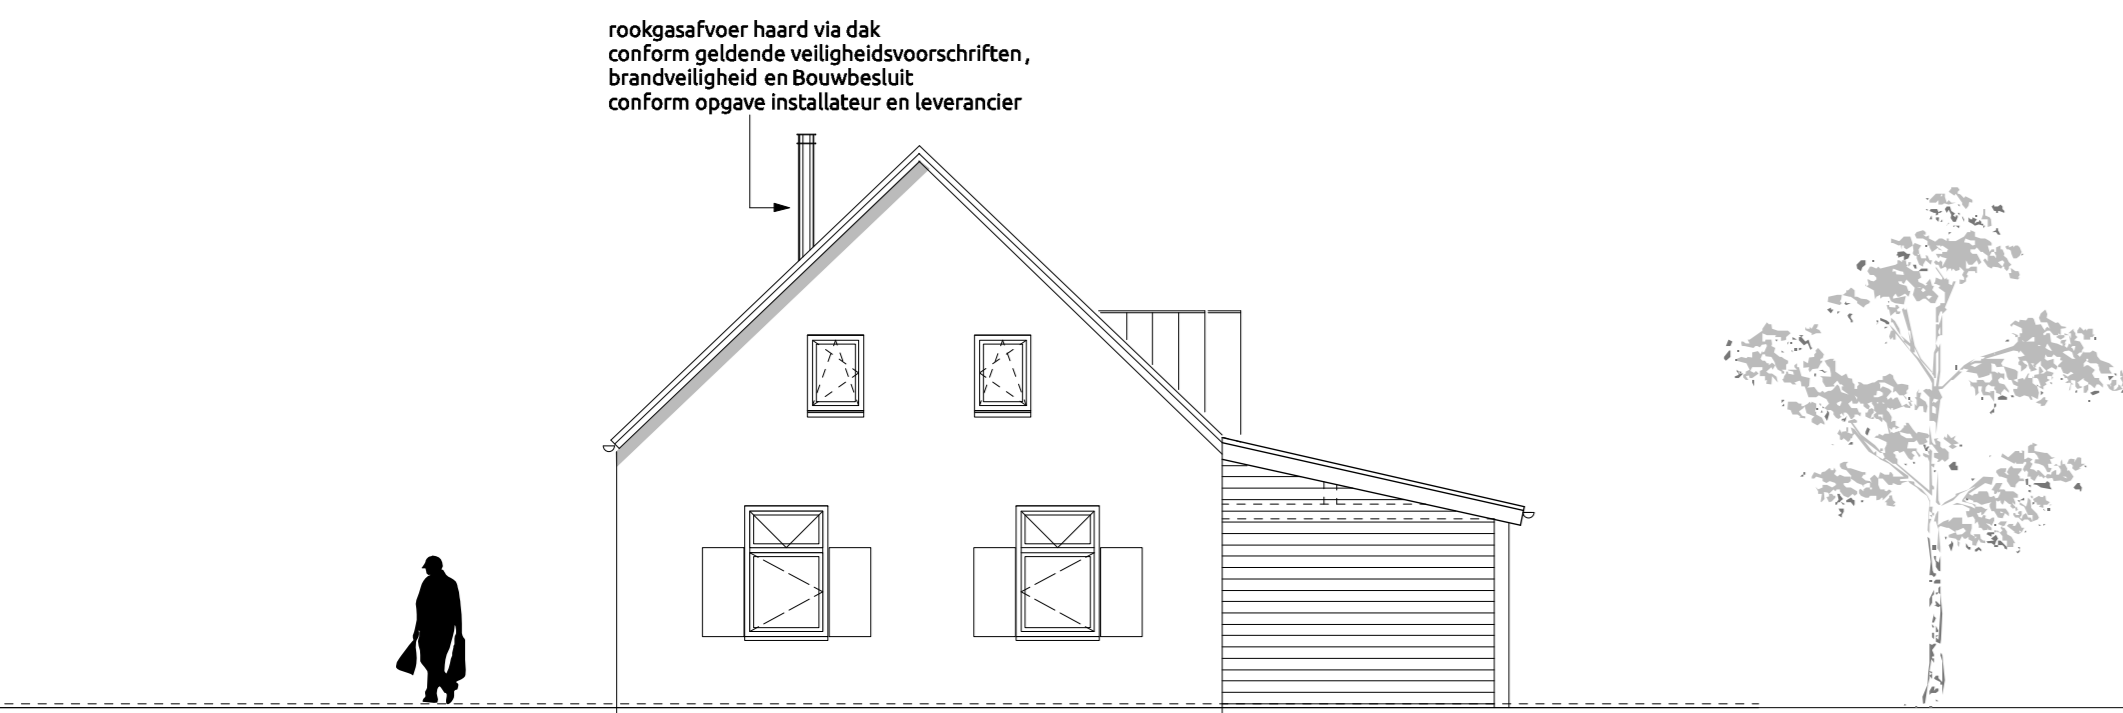 rookgasafvoer haard via dak
conform geldende veiligheidsvoorschriften,
brandveiligheid en Bouwbesluit
conform opgave installateur en leverancier